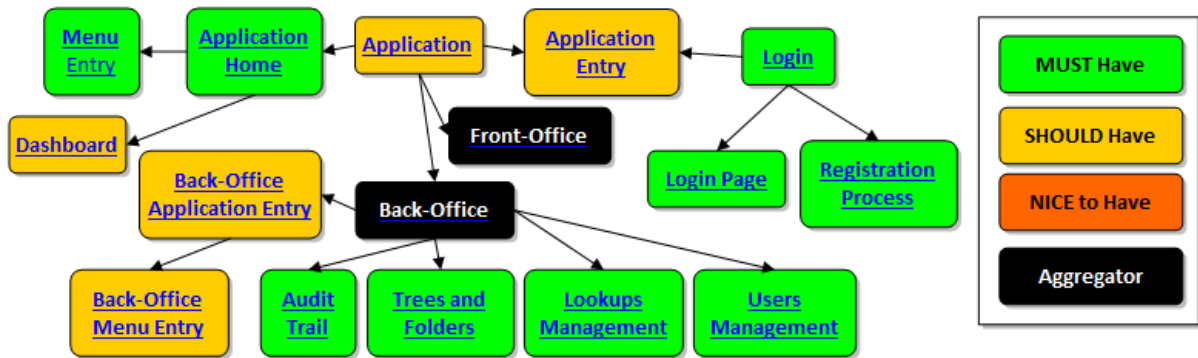 Menu
Entry
Application
Home
Application
Application
Entry
Login
Dashboard
Front-Office
Back-Office
Application Entry
Back-Office
Login Page
Registration
Process
Back-Office
Menu Entry
Audit
Trail
Trees and
Folders
Lookups
Management
Users
Management
MUST Have
SHOULD Have
NICE to Have
Aggregator